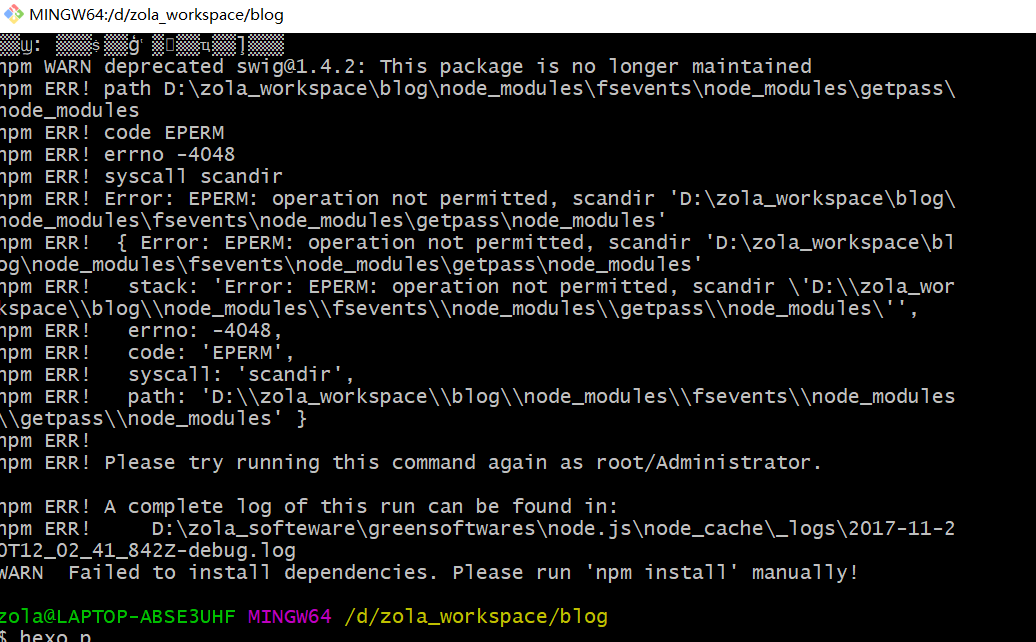 MINGW64:/d/zola_workspace/blog
npm WARN deprecated swig@1.4.2: This package is no longer maintained
npm ERR! path D:\zola_workspace\blog\node_modules\fsevents\node_modules\getpass\
node_modules
npm ERR! code EPERM
npm ERR! errno -4048
npm ERR! syscall scandir
npm ERR! Error: EPERM: operation not permitted, scandir 'D:\zola_workspace\blog\
node_modules\fsevents\node_modules\getpass\node_modules'
npm ERR!  { Error: EPERM: operation not permitted, scandir 'D:\zola_workspace\bl
og\node_modules\fsevents\node_modules\getpass\node_modules'
npm ERR!   stack: 'Error: EPERM: operation not permitted, scandir \'D:\\zola_wor
kspace\\blog\\node_modules\\fsevents\\node_modules\\getpass\\node_modules\'',
npm ERR!   errno: -4048,
npm ERR!   code: 'EPERM',
npm ERR!   syscall: 'scandir',
npm ERR!   path: 'D:\\zola_workspace\\blog\\node_modules\\fsevents\\node_modules
\\getpass\\node_modules' }
npm ERR!
npm ERR! Please try running this command again as root/Administrator.
npm ERR! A complete log of this run can be found in:
npm ERR!     D:\zola_softeware\greensoftwares\node.js\node_cache\_logs\2017-11-2
0T12_02_41_842Z-debug.log
WARN  Failed to install dependencies. Please run 'npm install' manually!
zola@LAPTOP-ABSE3UHF MINGW64 /d/zola_workspace/blog
$ hexo p